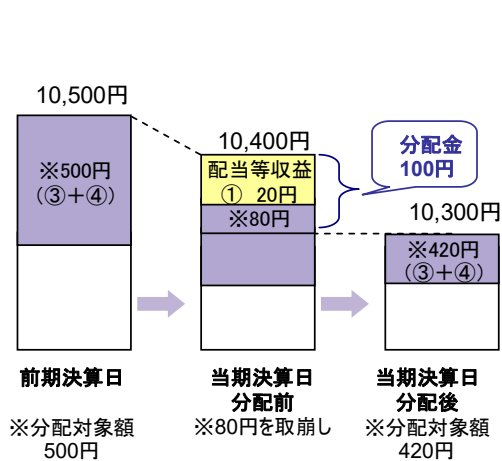 10,500円
※500円
(③＋④)
10,400円
配当等収益
① 20円
※80円
分配金
100円
10,300円
※420円
(③＋④)
前期決算日
※分配対象額
500円
当期決算日
分配前
※80円を取崩し
当期決算日
分配後
※分配対象額
420円